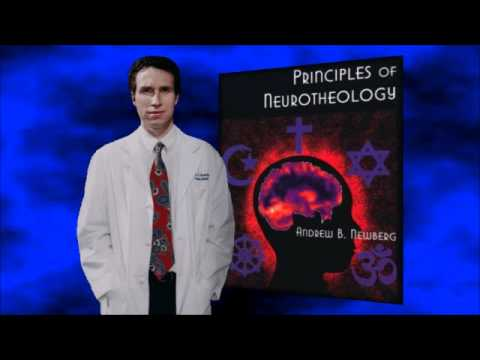 PRINCIPLES OF
NEUROTHEOLOGY
ANDREW B. NEWBERG